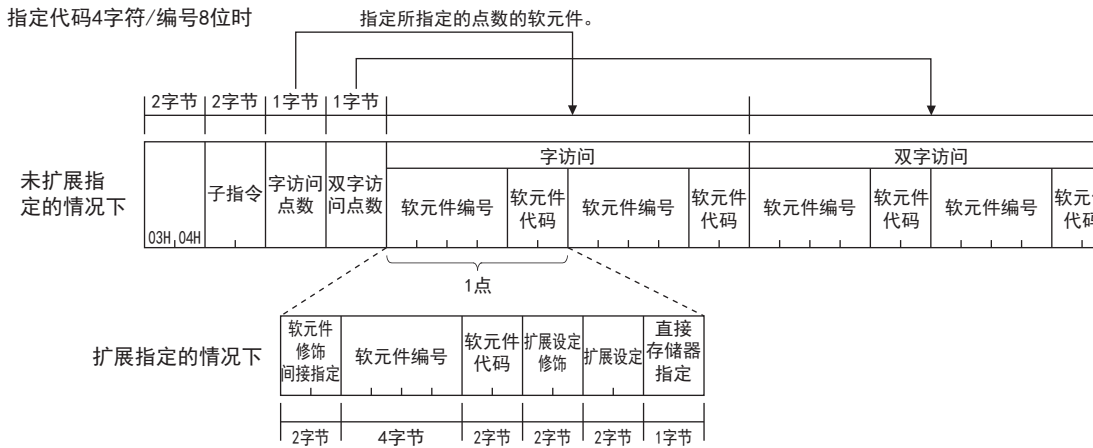 指定代码4字符/编号8位时
指定所指定的点数的软元件。
2字节 2字节 1字节 1字节
未扩展指
定的情况下
03H,04H
子指令
字访问
点数
双字访
问点数
字访问
双字访问
软元件编号
软元件
代码
软元件编号
软元件
代码
软元件编号
软元件
代码
软元件编号
软元件
代码
1点
扩展指定的情况下
软元件
修饰
间接指定
软元件编号
软元件
代码
扩展设定
修饰
扩展设定
直接
存储器
指定
2字节 4字节 2字节 2字节 2字节 1字节